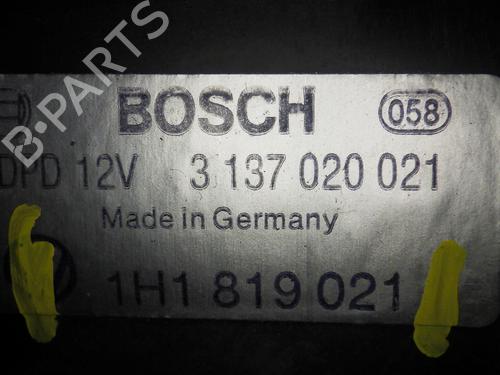 B-PARTS
BOSCH 058
DPD 12V 3 137 020 021
Made in Germany
1H1 819 021